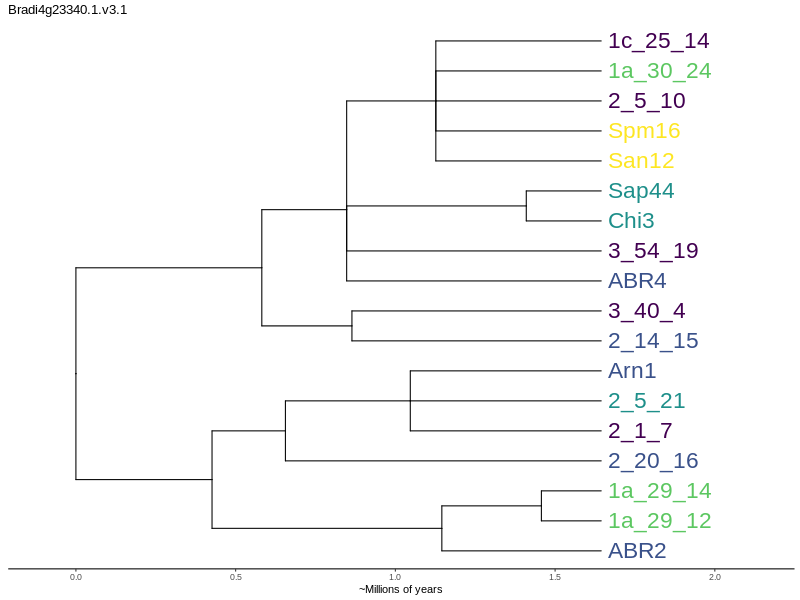 Bradi4g23340.1.v3.1
1c_25_14
1a_30_24
2_5_10
Spm16
San12
Sap44
Chi3
3_54_19
ABR4
3_40_4
2_14_15
Arn1
2_5_21
2_1_7
2_20_16
1a_29_14
1a_29_12
ABR2
0.0 0.5 1.0 1.5 2.0
~Millions of years